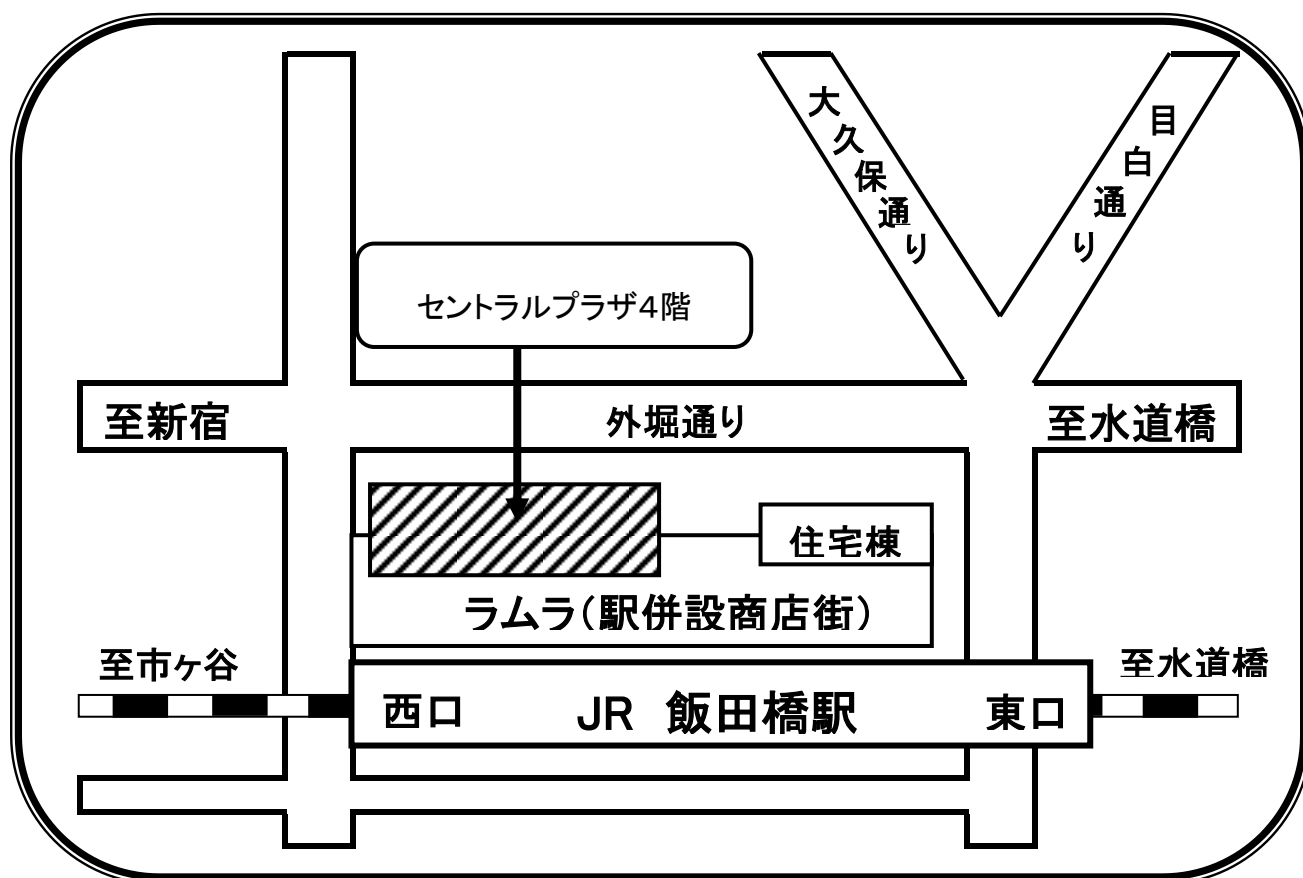 大久保通り
目白通り
セントラルプラザ4階
至新宿
外堀通り
至水道橋
住宅棟
ラムラ(駅併設商店街)
至市ヶ谷
至水道橋
西口
JR 飯田橋駅
東口